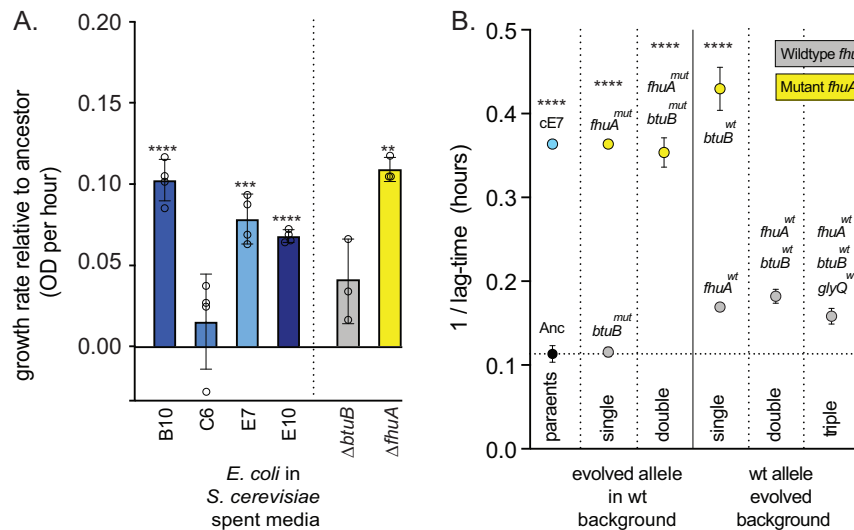 A.
growth rate relative to ancestor
(OD per hour)
0.20
0.15
0.10
0.05
0.00
****
***
****
**
B10
C6
E7
E10
ΔbtuB
ΔfhuA
E. coli in
S. cerevisiae
spent media
B.
1 / lag-time (hours)
0.5
0.4
0.3
0.2
0.1
0.0
Wildtype fhu
Mutant fhuA
****
cE7
Anc
****
fhuA^mut
btuB^mut
****
fhuA^mut
btuB^mut
****
btuB^wt
fhuA^wt
fhuA^wt
btuB^wt
fhuA^wt
btuB^wt
glyQ^w
paraents
single
double
single
double
triple
evolved allele
in wt
background
wt allele
evolved
background